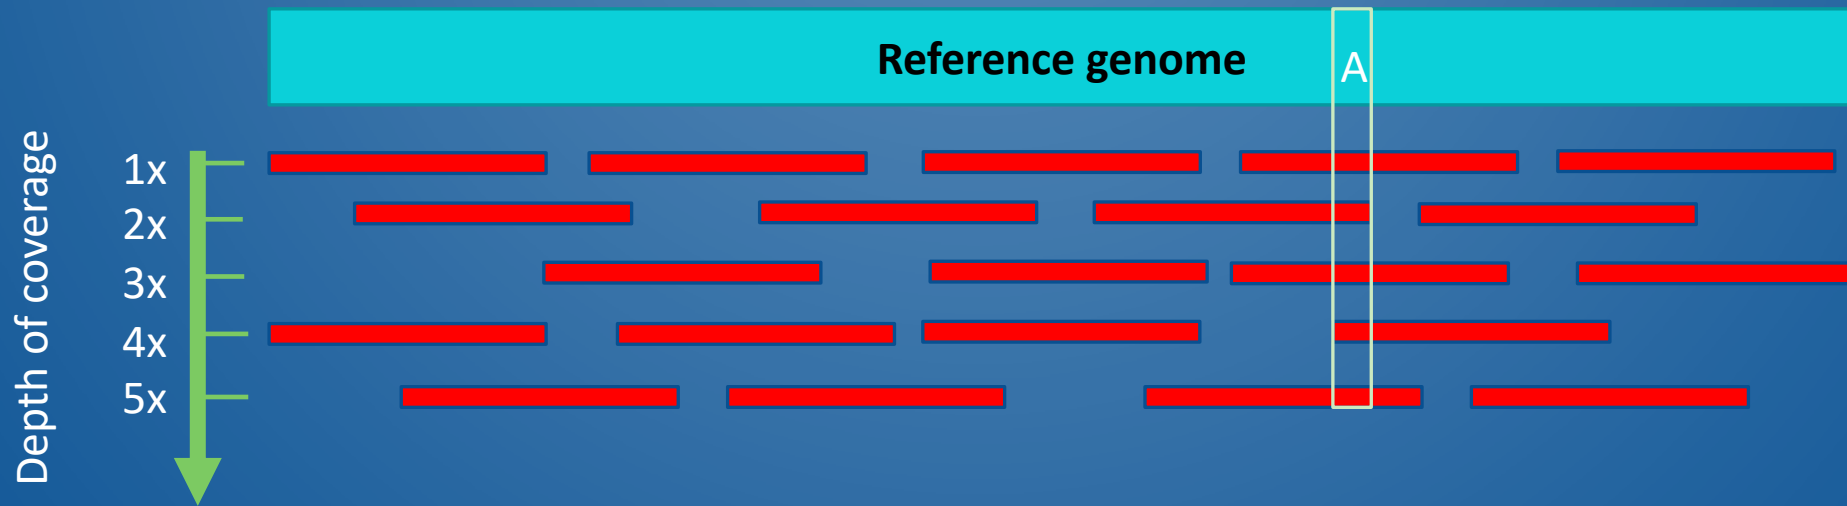 Reference genome
A
Depth of coverage
1x
2x
3x
4x
5x